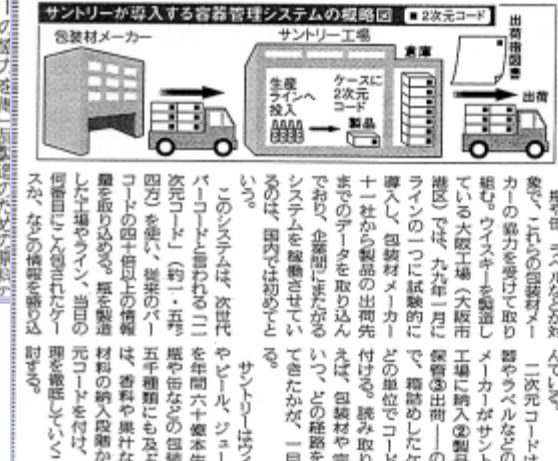 サントリーが導入する容器管理システムの概略図
■2次元コード
包装材メーカー
サントリー工場
倉庫
出荷指図書
生産
ラインへ
投入
ケースに
2次元
コード
製品
出荷
象で、これらの包装材メー
カーの協力を受けて取り
組む。ウイスキーを製造し
ている大阪工場(大阪市
港区)では、九九年一月に
ラインの一つに試験的に
導入し、包装材メーカー
十一社から製品の出荷先
までのデータを取り込ん
でおり、企業間にまたがる
システムを稼働させてい
るのは、国内では初めてと
いう。
このシステムは、次世代
バーコードと言われる「二
次元コード」(約一・五㌢
四方)を使い、従来のバー
コードの四十倍以上の情報
量を取り込める。瓶を製造
した工場やライン、当日の
何番目にこん包されたケー
スか、などの情報を盛り込
んでいる。
二次元コードは
器やラベルなどの
メーカーがサント
工場に納入②製品
保管③出荷――の
で、箱詰めしたケ
どの単位でコード
付ける。読み取り
えば、包装材や
いつ、どの経路を
てきたかが、一目
る。
サントリーはウイ
やビール、ジュー
を年間六十億本生
瓶や缶などの包装
五千種類にも及ぶ
は、香料や果汁な
材料の納入段階か
元コードを付け、
理を徹底していくこ
討する。